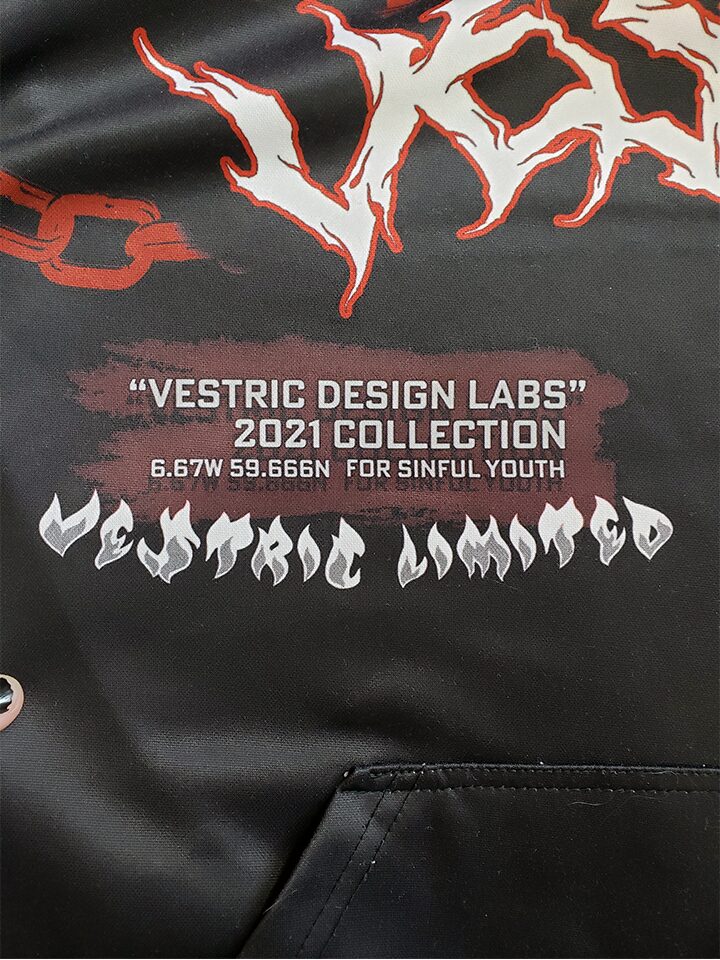 “VESTRIC DESIGN LABS”
2021 COLLECTION
6.67W 59.666N FOR SINFUL YOUTH
VESTRIC LIMITED